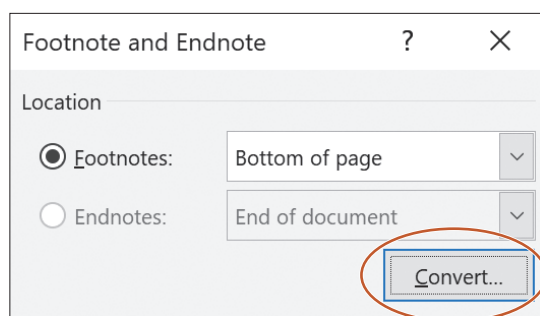 Footnote and Endnote ?
Location
Footnotes: Bottom of page
Endnotes: End of document
Convert...